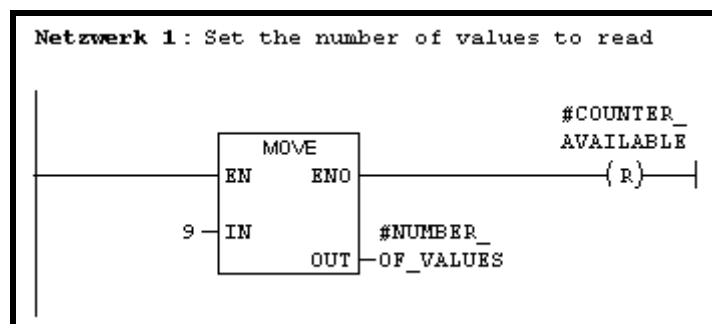 Netzwerk 1: Set the number of values to read
#COUNTER_
AVAILABLE
MOVE
EN ENO
( R )
9 IN
#NUMBER_
OUT OF_VALUES